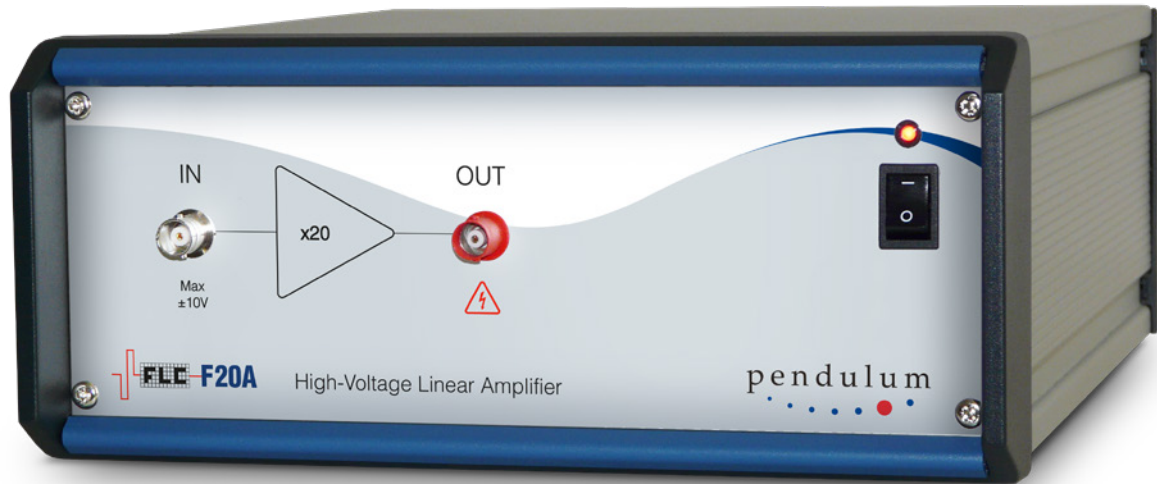 IN
OUT
x20
Max
±10V
FLC F20A
High-Voltage Linear Amplifier
pendulum